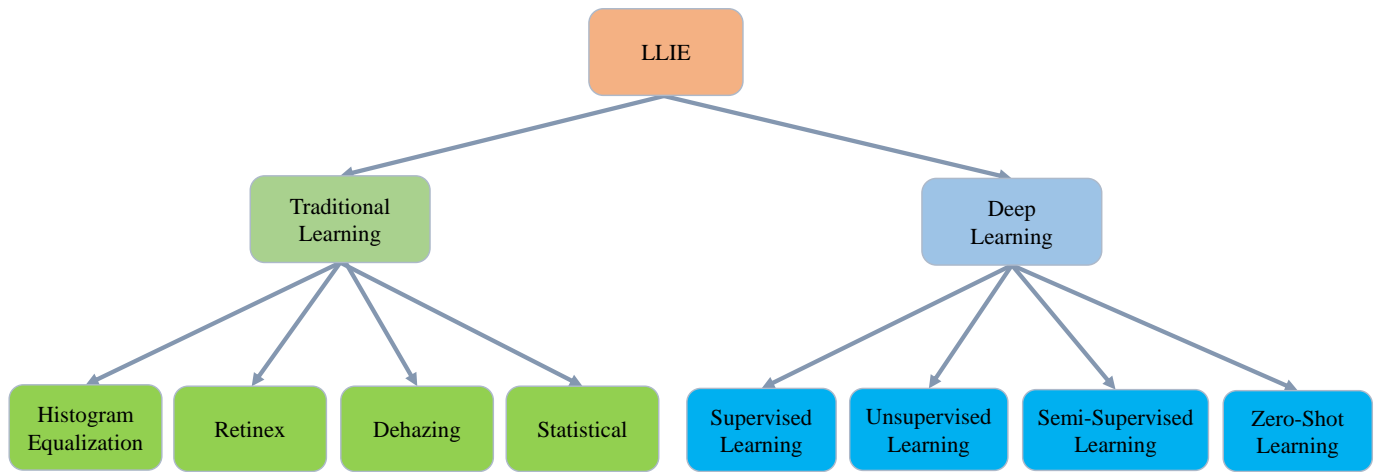 LLIE
Traditional
Learning
Deep
Learning
Histogram
Equalization
Retinex
Dehazing
Statistical
Supervised
Learning
Unsupervised
Learning
Semi-Supervised
Learning
Zero-Shot
Learning